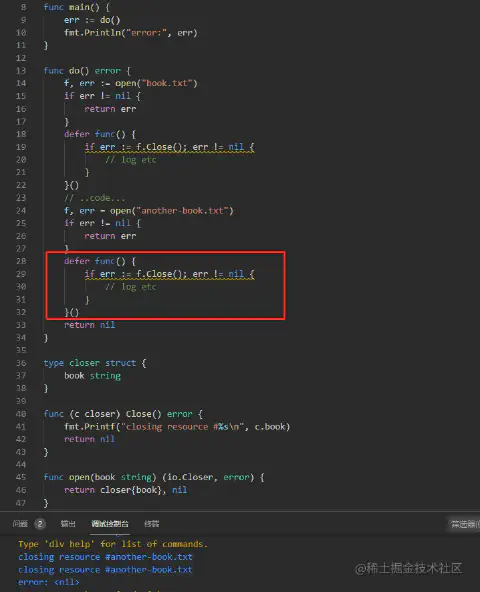 8 func main() {
9 err := do()
10 fmt.Println("error:", err)
11 }
12
13 func do() error {
14 f, err := open("book.txt")
15 if err != nil {
16 return err
17 }
18 defer func() {
19 if err := f.Close(); err != nil {
20 // log etc
21 }
22 }()
23 // ..code...
24 f, err = open("another-book.txt")
25 if err != nil {
26 return err
27 }
28 defer func() {
29 if err := f.Close(); err != nil {
30 // log etc
31 }
32 }()
33 return nil
34 }
35
36 type closer struct {
37 book string
38 }
39
40 func (c closer) Close() error {
41 fmt.Printf("closing resource #%s\n", c.book)
42 return nil
43 }
44
45 func open(book string) (io.Closer, error) {
46 return closer{book}, nil
47 }
问题 2 输出 调试控制台 终端 筛选器
Type 'dlv help' for list of commands.
closing resource #another-book.txt
closing resource #another-book.txt
error: <nil>
@稀土掘金技术社区